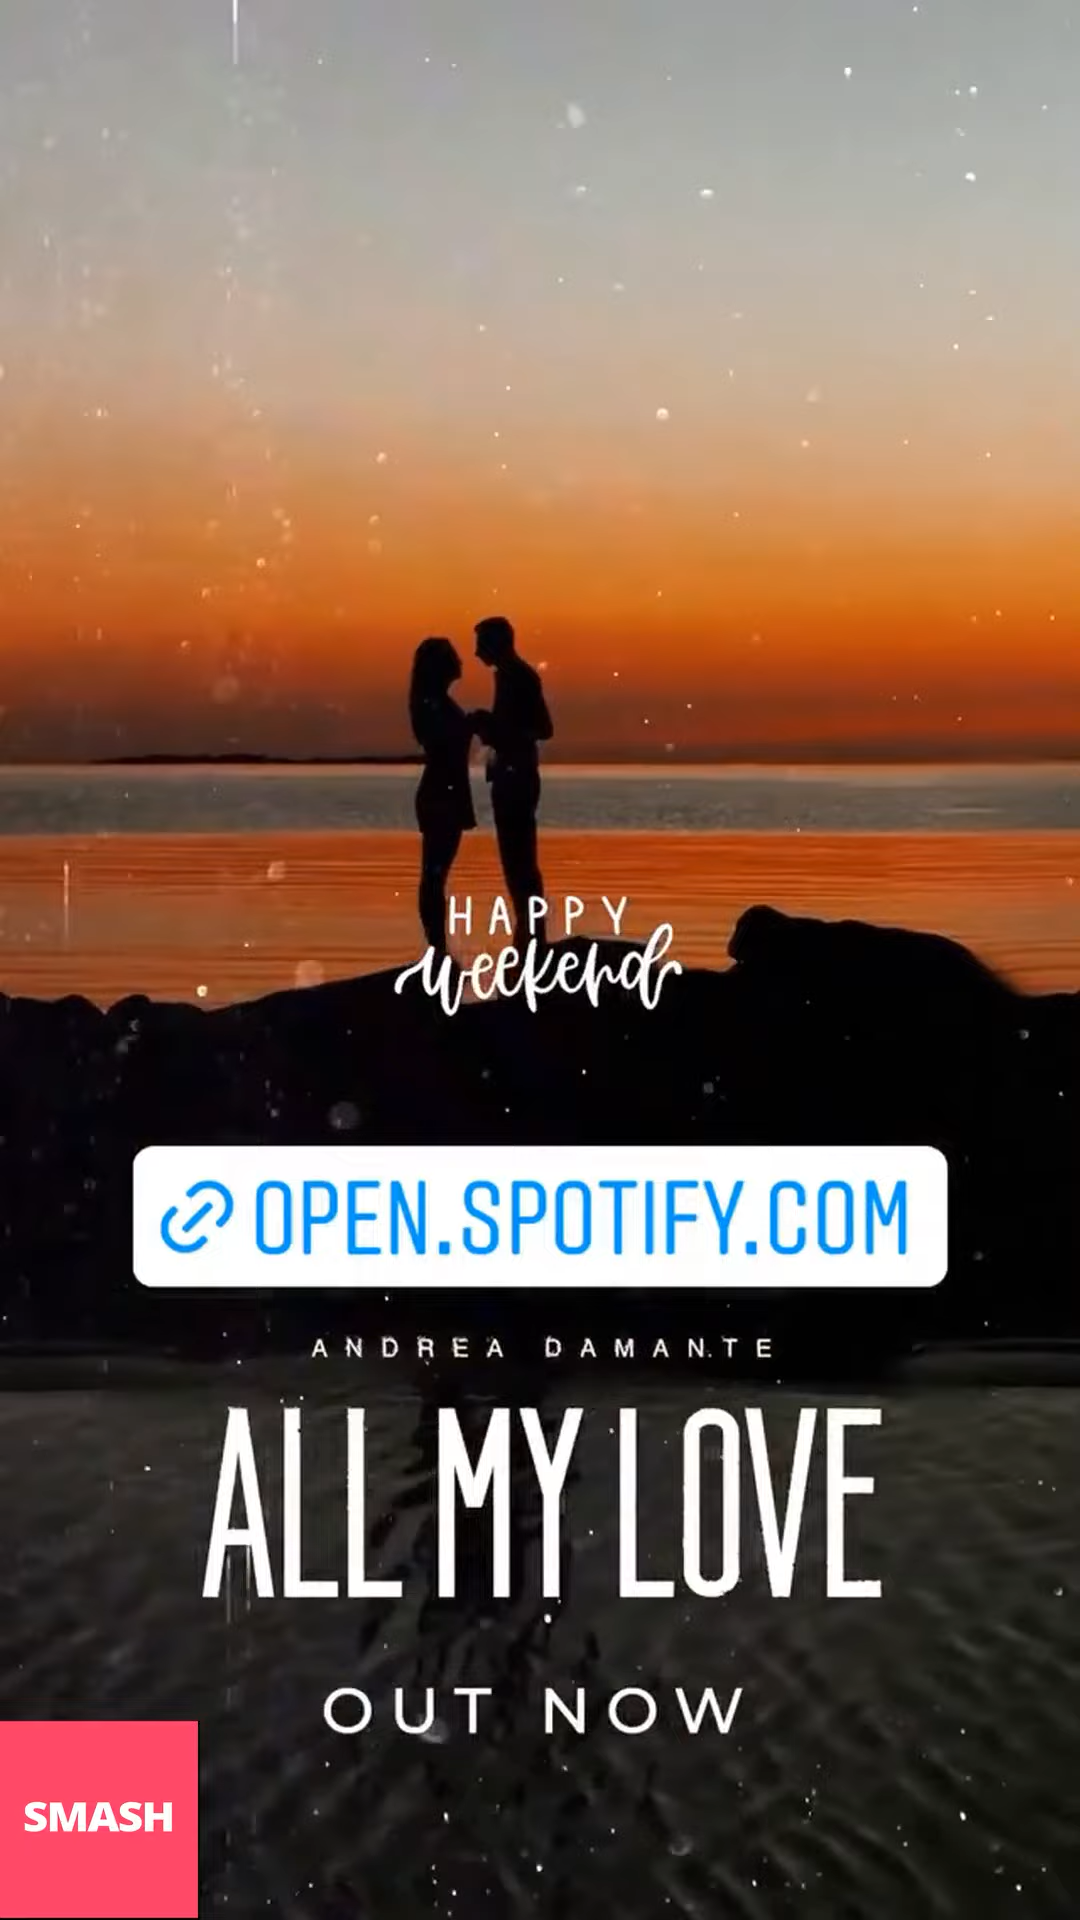 HAPPY
weekend
OPEN.SPOTIFY.COM
ANDREA DAMANTE
ALL MY LOVE
OUT NOW
SMASH